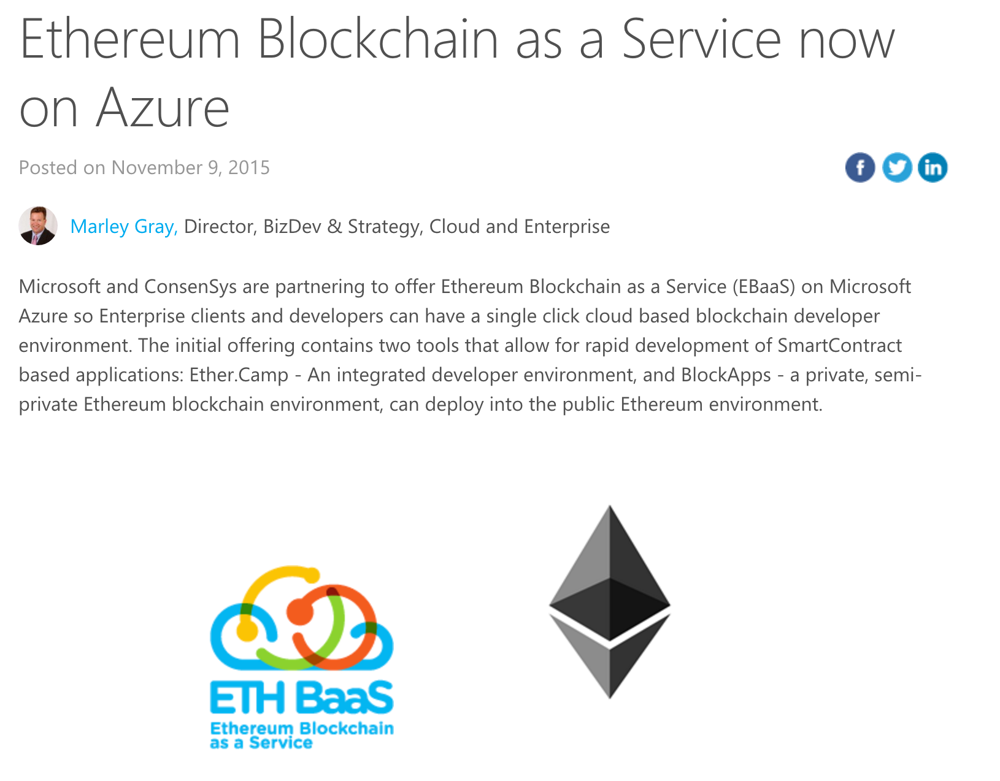 Ethereum Blockchain as a Service now
on Azure
Posted on November 9, 2015
f
in
Marley Gray, Director, BizDev & Strategy, Cloud and Enterprise
Microsoft and ConsenSys are partnering to offer Ethereum Blockchain as a Service (EBaaS) on Microsoft
Azure so Enterprise clients and developers can have a single click cloud based blockchain developer
environment. The initial offering contains two tools that allow for rapid development of SmartContract
based applications: Ether.Camp - An integrated developer environment, and BlockApps - a private, semi-
private Ethereum blockchain environment, can deploy into the public Ethereum environment.
ETH BaaS
Ethereum Blockchain
as a Service